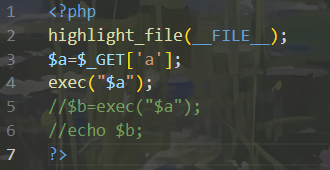 1 <?php
2 highlight_file(__FILE__);
3 $a=$_GET['a'];
4 exec("$a");
5 //$b=exec("$a");
6 //echo $b;
7 ?>